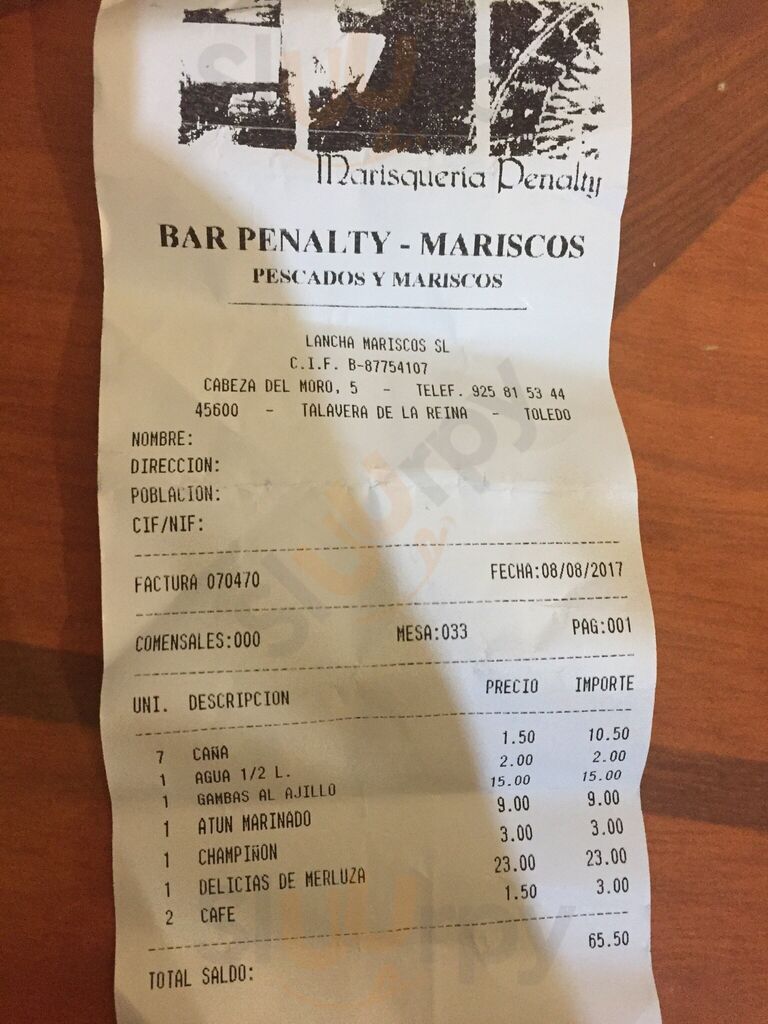 Marisqueria Penalty
BAR PENALTY - MARISCOS
PESCADOS Y MARISCOS
LANCHA MARISCOS SL
C.I.F. B-87754107
CABEZA DEL MORO, 5 - TELEF. 925 81 53 44
45600 - TALAVERA DE LA REINA - TOLEDO
NOMBRE:
DIRECCION:
POBLACION:
CIF/NIF:
FACTURA 070470 FECHA:08/08/2017
COMENSALES:000 MESA:033 PAG:001
UNI. DESCRIPCION PRECIO IMPORTE
7 CAÑA 1.50 10.50
1 AGUA 1/2 L. 2.00 2.00
1 GAMBAS AL AJILLO 15.00 15.00
1 ATUN MARINADO 9.00 9.00
1 CHAMPIÑON 3.00 3.00
1 DELICIAS DE MERLUZA 23.00 23.00
2 CAFE 1.50 3.00
TOTAL SALDO: 65.50
slurrpy
slurrpy
slurrpy